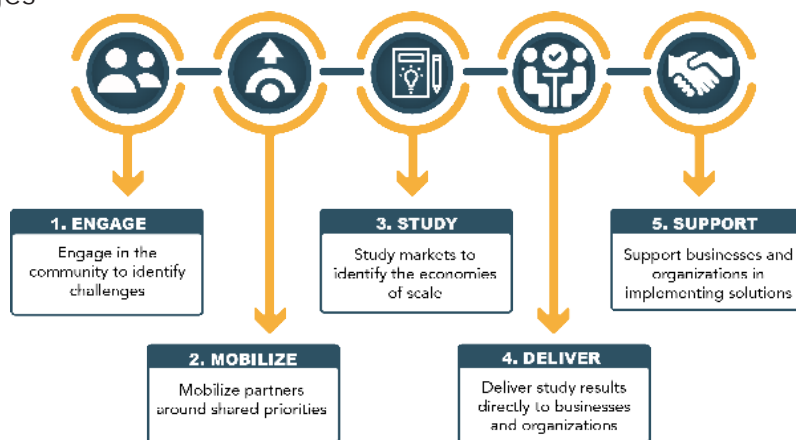 1. ENGAGE
Engage in the
community to identify
challenges
2. MOBILIZE
Mobilize partners
around shared priorities
3. STUDY
Study markets to
identify the economies
of scale
4. DELIVER
Deliver study results
directly to businesses
and organizations
5. SUPPORT
Support businesses and
organizations in
implementing solutions